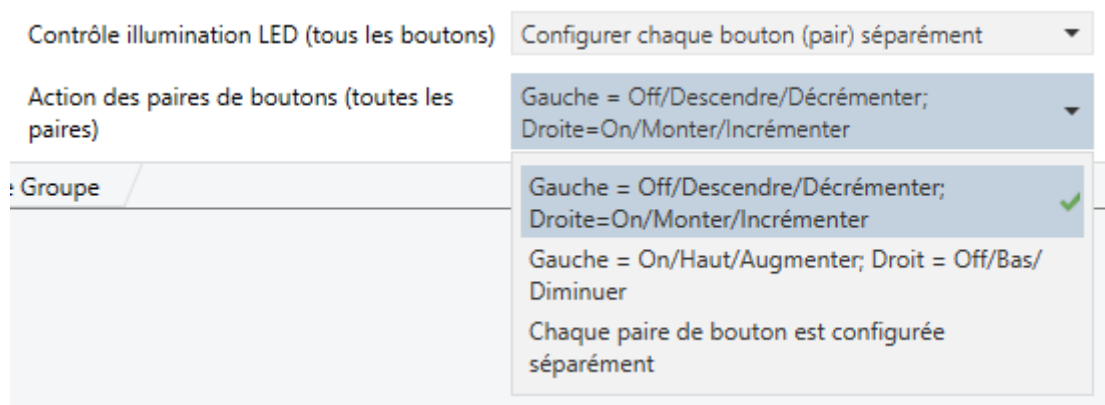 Contrôle illumination LED (tous les boutons)
Configurer chaque bouton (pair) séparément
Action des paires de boutons (toutes les
paires)
Gauche = Off/Descendre/Décrémenter;
Droite=On/Monter/Incrémenter
Groupe
Gauche = Off/Descendre/Décrémenter;
Droite=On/Monter/Incrémenter
Gauche = On/Haut/Augmenter; Droit = Off/Bas/
Diminuer
Chaque paire de bouton est configurée
séparément